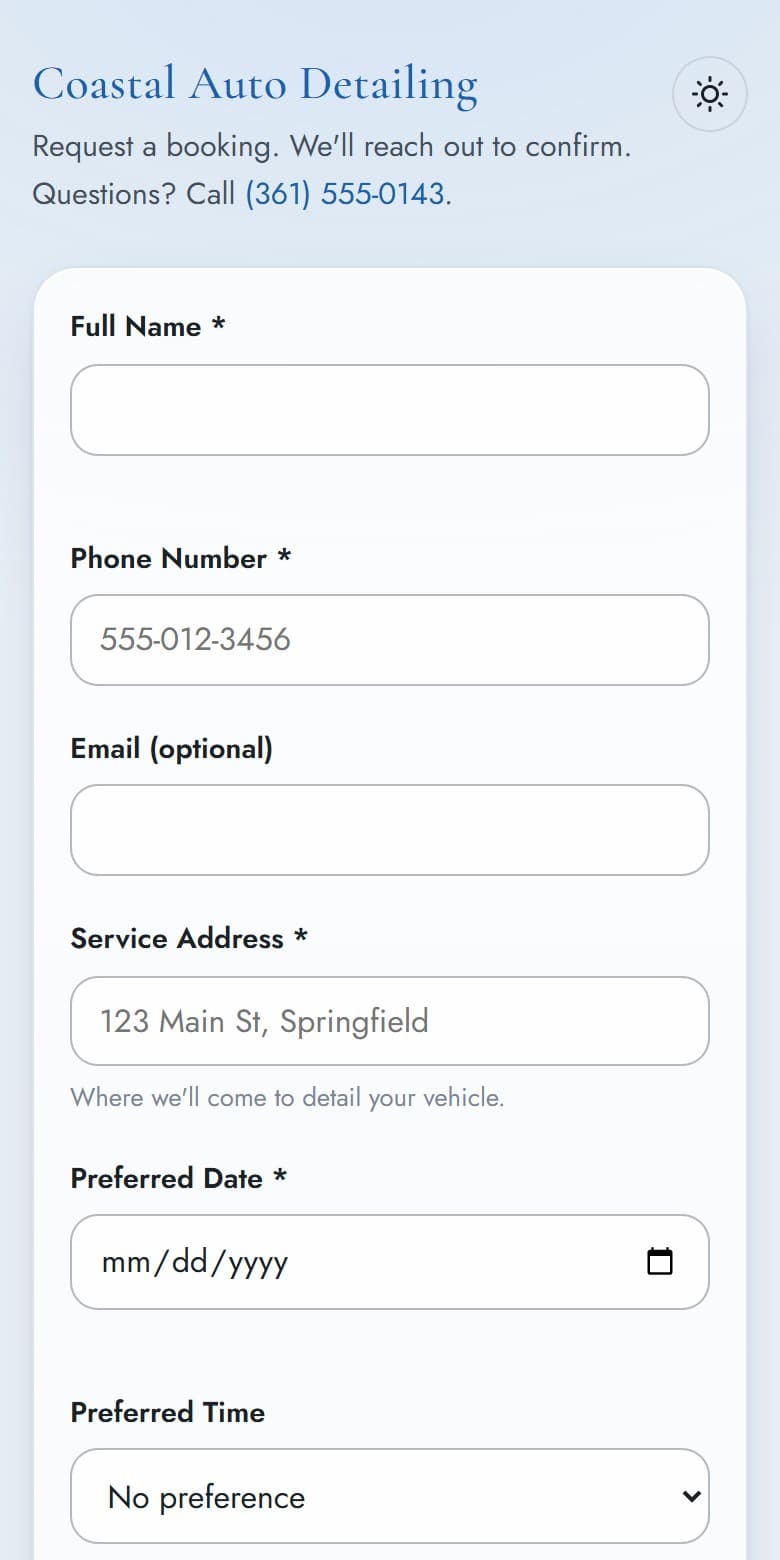 Coastal Auto Detailing
Request a booking. We'll reach out to confirm.
Questions? Call (361) 555-0143.
Full Name *
Phone Number *
555-012-3456
Email (optional)
Service Address *
123 Main St, Springfield
Where we'll come to detail your vehicle.
Preferred Date *
mm/dd/yyyy
Preferred Time
No preference